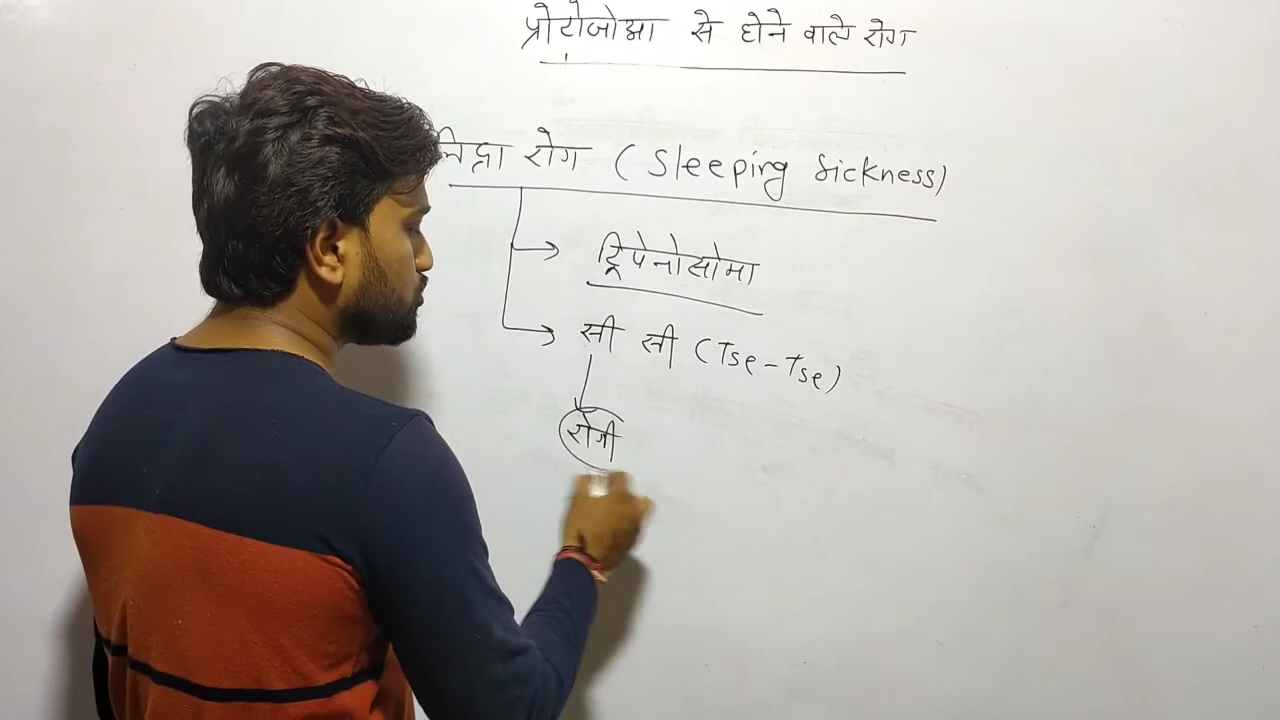 प्रोटोजोआ से होने वाले रोग
निद्रा रोग (Sleeping Sickness)
ट्रिपेनोसोमा
सी सी (Tse-Tse)
रोगी